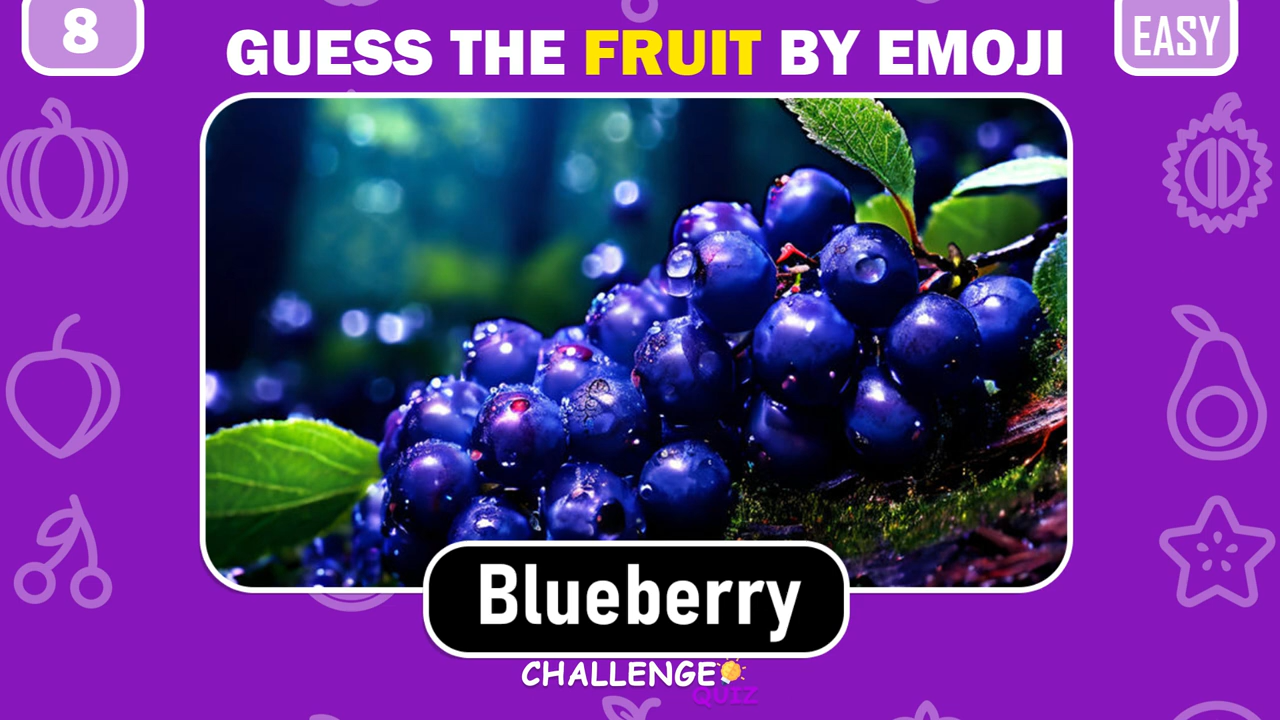 8
GUESS THE FRUIT BY EMOJI
EASY
Blueberry
CHALLENGE
QUIZ